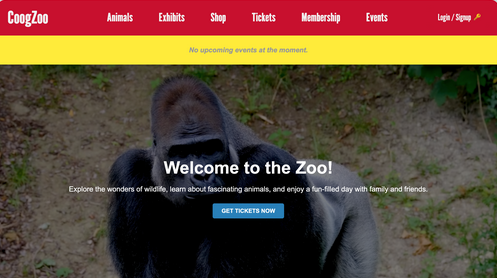 CoogZoo
Animals Exhibits Shop Tickets Membership Events
Login / Signup
No upcoming events at the moment.
Welcome to the Zoo!
Explore the wonders of wildlife, learn about fascinating animals, and enjoy a fun-filled day with family and friends.
GET TICKETS NOW